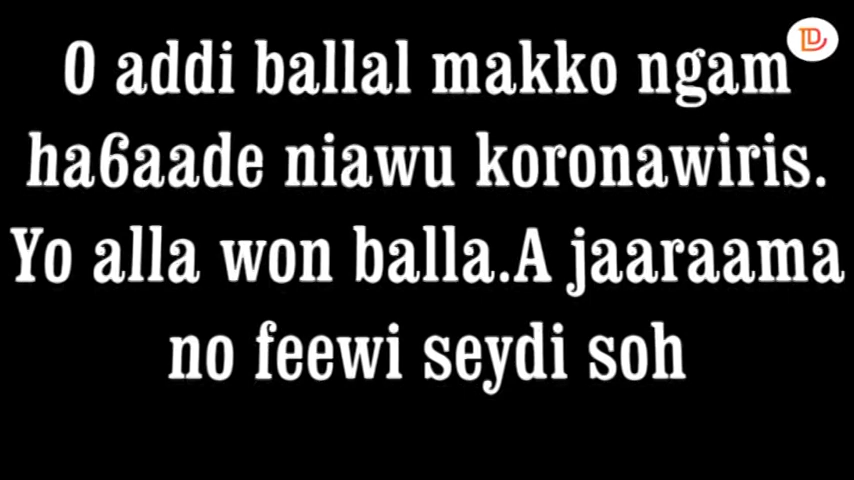 O addi ballal makko ngam
ha6aade niawu koronawiris.
Yo alla won balla.A jaaraama
no feewi seydi soh